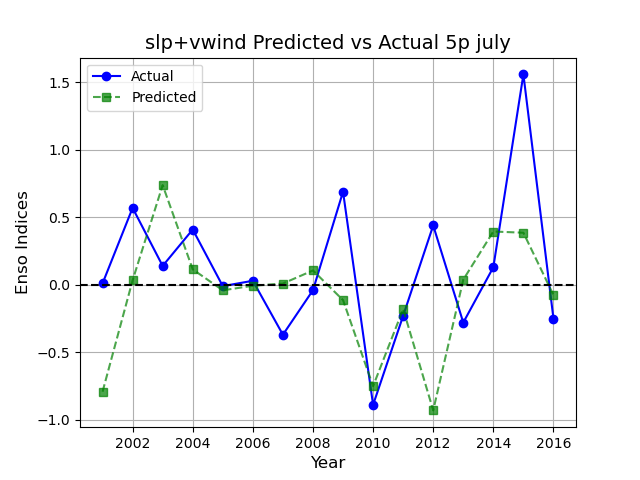 slp+vwind Predicted vs Actual 5p july
Actual
Predicted
Enso Indices
1.5
1.0
0.5
0.0
−0.5
−1.0
2002 2004 2006 2008 2010 2012 2014 2016
Year